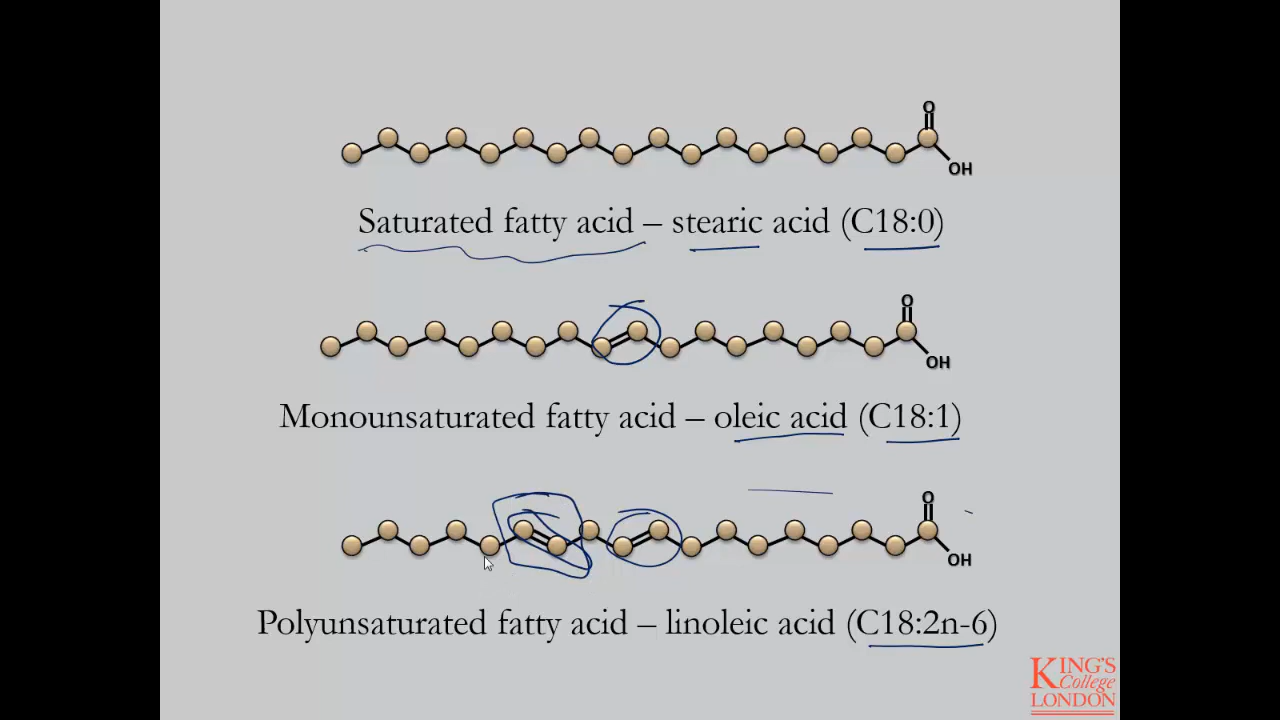 O
OH
Saturated fatty acid – stearic acid (C18:0)
O
OH
Monounsaturated fatty acid – oleic acid (C18:1)
O
OH
Polyunsaturated fatty acid – linoleic acid (C18:2n-6)
KING'S
College
LONDON